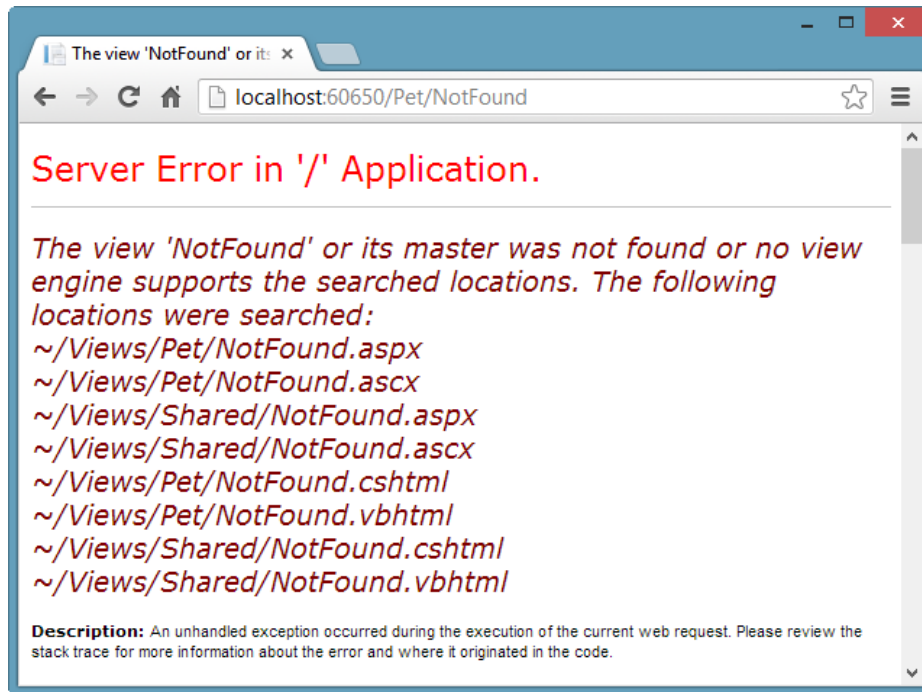 The view 'NotFound' or its
localhost:60650/Pet/NotFound
Server Error in '/' Application.
The view 'NotFound' or its master was not found or no view
engine supports the searched locations. The following
locations were searched:
~/Views/Pet/NotFound.aspx
~/Views/Pet/NotFound.ascx
~/Views/Shared/NotFound.aspx
~/Views/Shared/NotFound.ascx
~/Views/Pet/NotFound.cshtml
~/Views/Pet/NotFound.vbhtml
~/Views/Shared/NotFound.cshtml
~/Views/Shared/NotFound.vbhtml
Description: An unhandled exception occurred during the execution of the current web request. Please review the
stack trace for more information about the error and where it originated in the code.